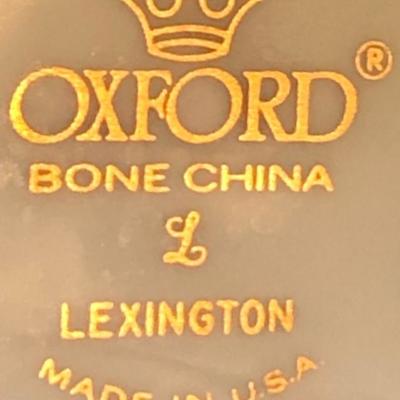 OXFORD®
BONE CHINA
L
LEXINGTON
MADE IN U.S.A.